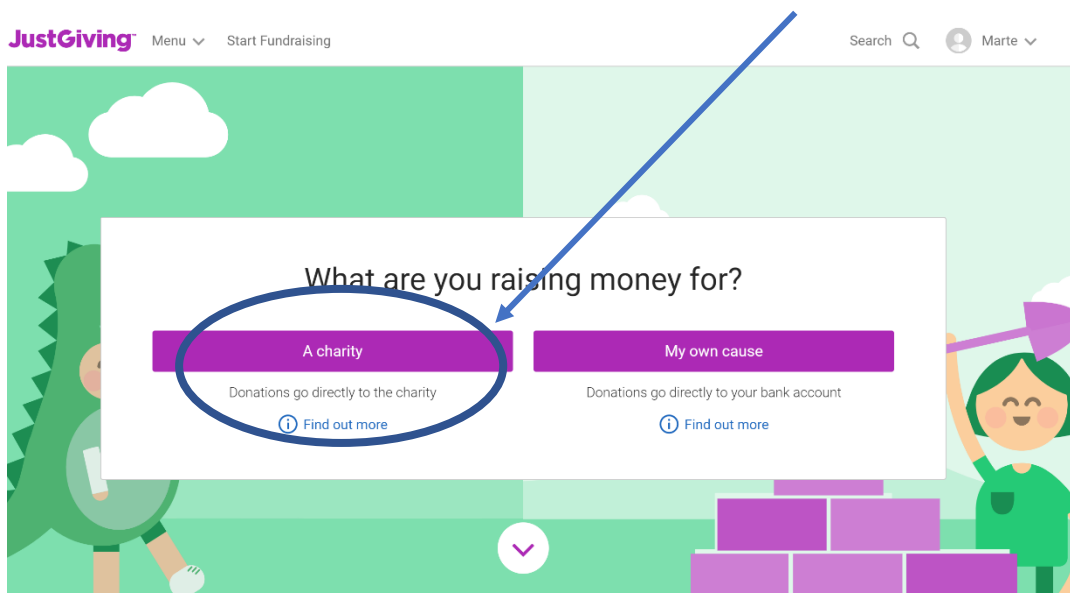 JustGiving™ Menu Start Fundraising Search Marte
What are you raising money for?
A charity My own cause
Donations go directly to the charity Donations go directly to your bank account
Find out more Find out more